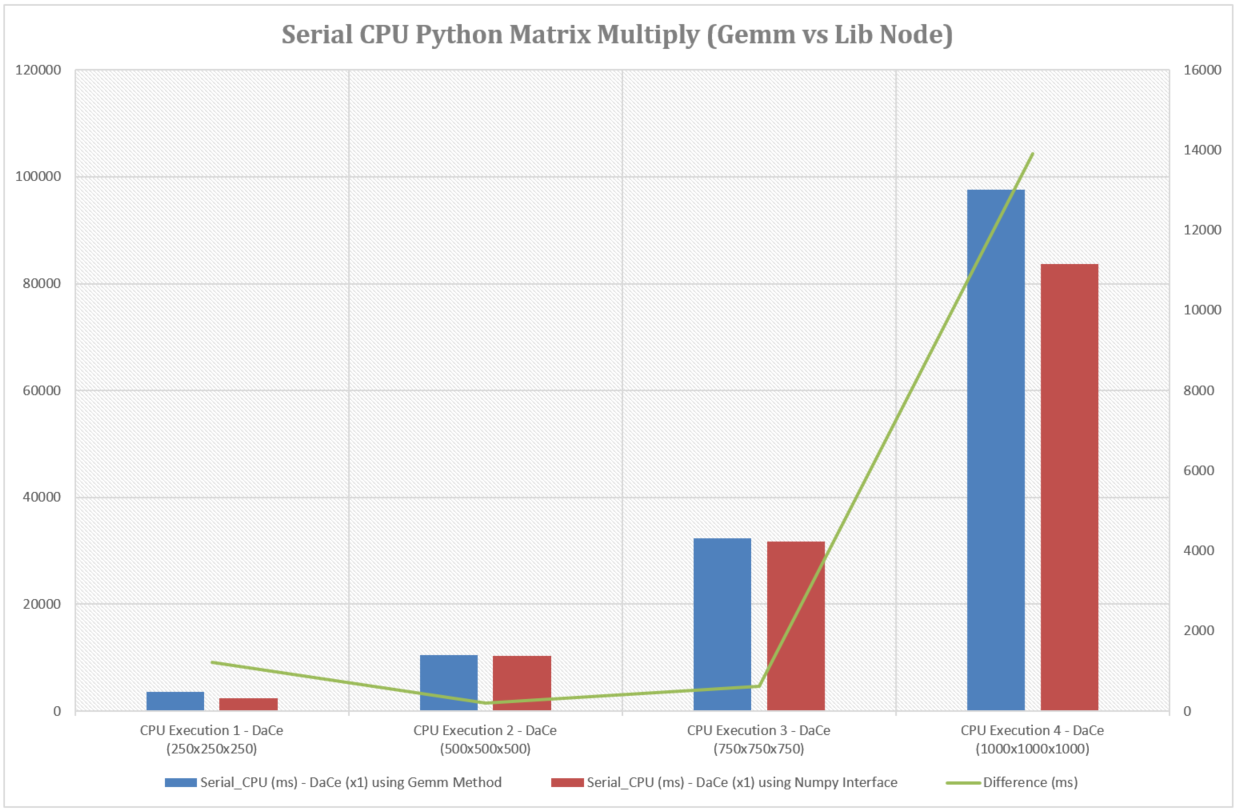 Serial CPU Python Matrix Multiply (Gemm vs Lib Node)
120000
100000
80000
60000
40000
20000
0
16000
14000
12000
10000
8000
6000
4000
2000
0
CPU Execution 1 - DaCe
(250x250x250)
CPU Execution 2 - DaCe
(500x500x500)
CPU Execution 3 - DaCe
(750x750x750)
CPU Execution 4 - DaCe
(1000x1000x1000)
Serial_CPU (ms) - DaCe (x1) using Gemm Method
Serial_CPU (ms) - DaCe (x1) using Numpy Interface
Difference (ms)